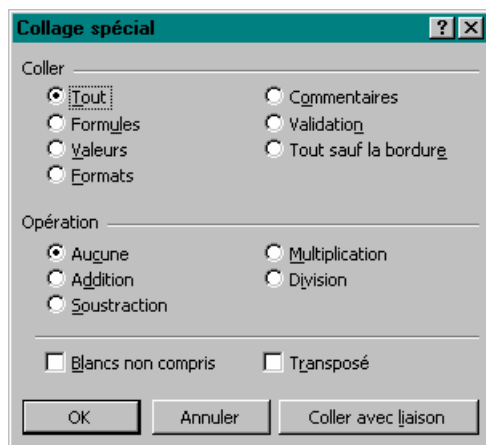 Collage spécial
Coller
Tout
Commentaires
Formules
Validation
Valeurs
Tout sauf la bordure
Formats
Opération
Aucune
Multiplication
Addition
Division
Soustraction
Blancs non compris
Transposé
OK
Annuler
Coller avec liaison